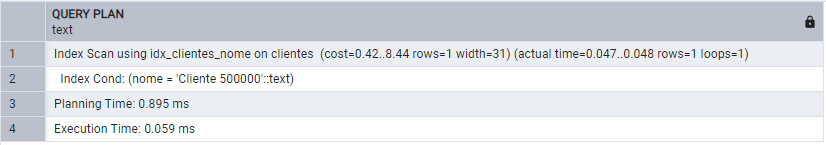 QUERY PLAN
text
1 Index Scan using idx_clientes_nome on clientes (cost=0.42..8.44 rows=1 width=31) (actual time=0.047..0.048 rows=1 loops=1)
2 Index Cond: (nome = 'Cliente 500000'::text)
3 Planning Time: 0.895 ms
4 Execution Time: 0.059 ms